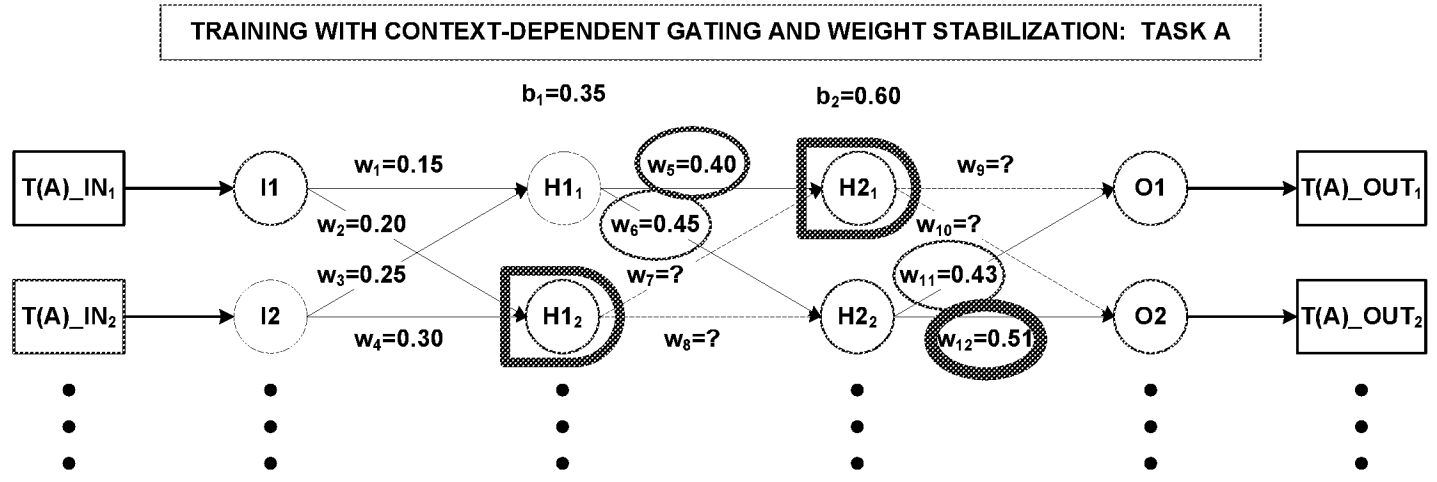 TRAINING WITH CONTEXT-DEPENDENT GATING AND WEIGHT STABILIZATION: TASK A
b₁=0.35 b₂=0.60
w₁=0.15 w₅=0.40 w₉=?
T(A)_IN₁ I1 H1₁ H2₁ O1 T(A)_OUT₁
w₂=0.20 w₆=0.45 w₁₀=?
w₃=0.25 w₇=? w₁₁=0.43
T(A)_IN₂ I2 H1₂ H2₂ O2 T(A)_OUT₂
w₄=0.30 w₈=? w₁₂=0.51